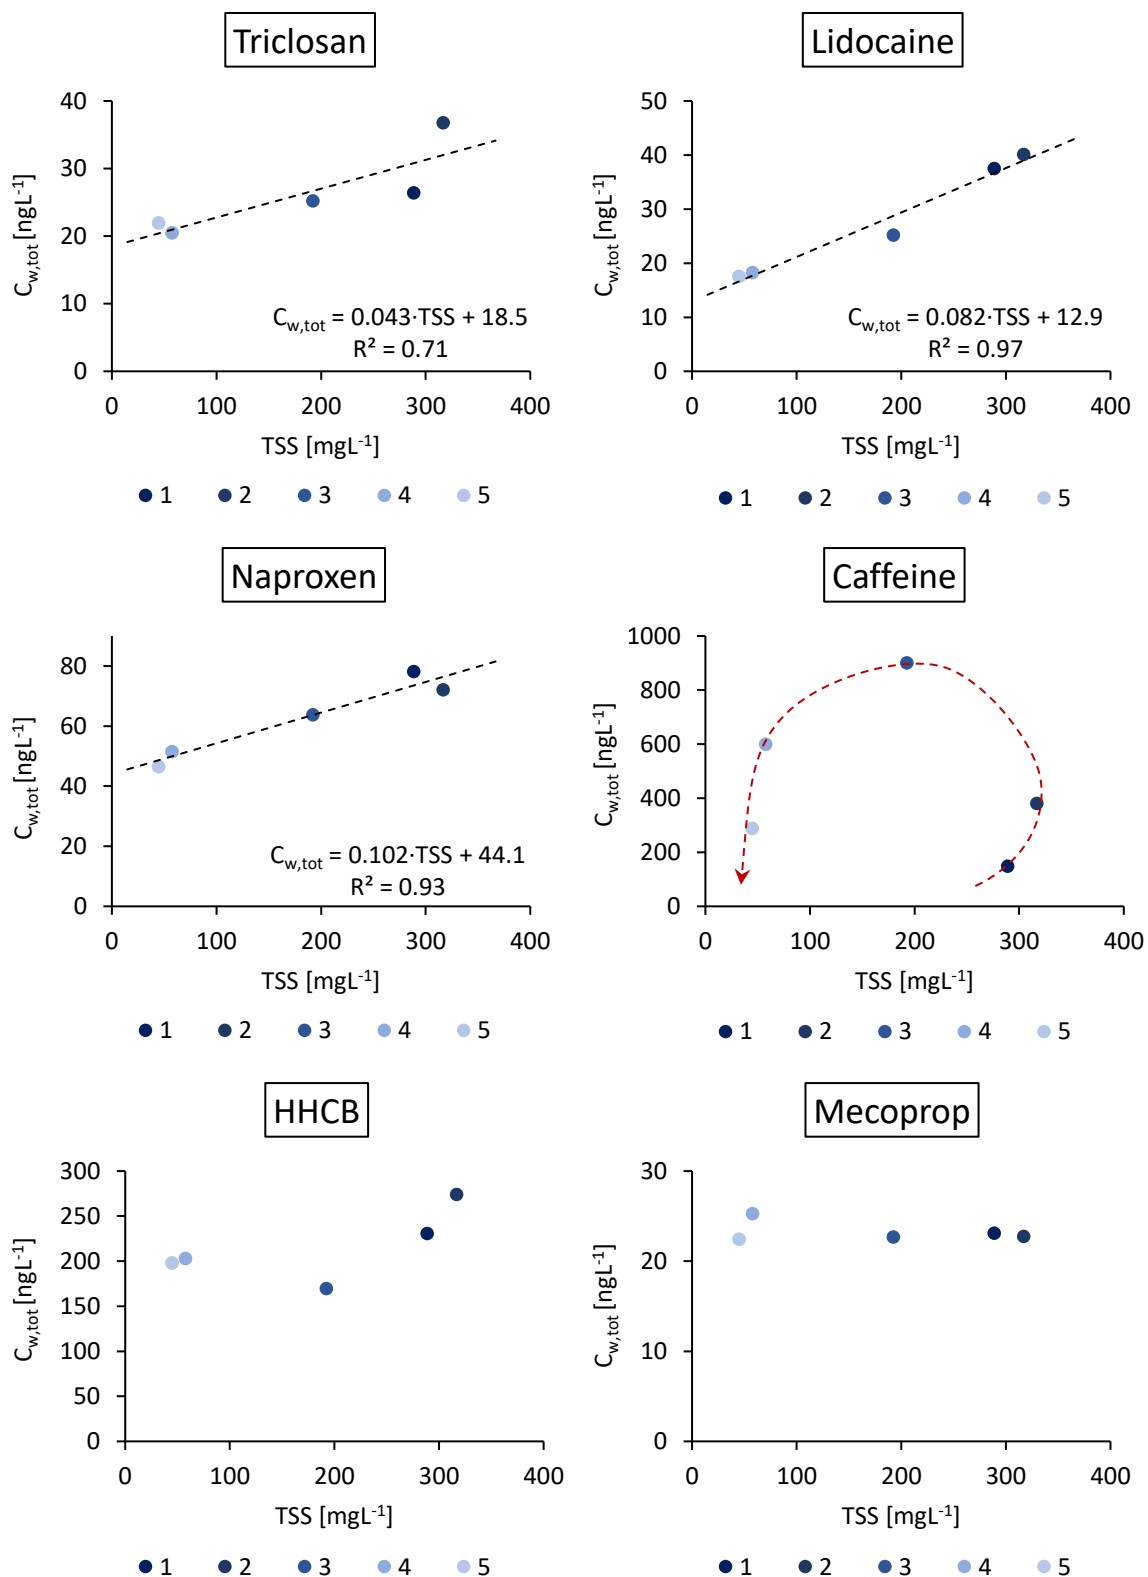 Triclosan
40
30
20
10
0
C_w,tot [ngL⁻¹]
C_w,tot = 0.043·TSS + 18.5
R² = 0.71
0 100 200 300 400
TSS [mgL⁻¹]
1 2 3 4 5
Lidocaine
50
40
30
20
10
0
C_w,tot [ngL⁻¹]
C_w,tot = 0.082·TSS + 12.9
R² = 0.97
0 100 200 300 400
TSS [mgL⁻¹]
1 2 3 4 5
Naproxen
80
60
40
20
0
C_w,tot [ngL⁻¹]
C_w,tot = 0.102·TSS + 44.1
R² = 0.93
0 100 200 300 400
TSS [mgL⁻¹]
1 2 3 4 5
Caffeine
1000
800
600
400
200
0
C_w,tot [ngL⁻¹]
0 100 200 300 400
TSS [mgL⁻¹]
1 2 3 4 5
HHCB
300
250
200
150
100
50
0
C_w,tot [ngL⁻¹]
0 100 200 300 400
TSS [mgL⁻¹]
1 2 3 4 5
Mecoprop
30
20
10
0
C_w,tot [ngL⁻¹]
0 100 200 300 400
TSS [mgL⁻¹]
1 2 3 4 5